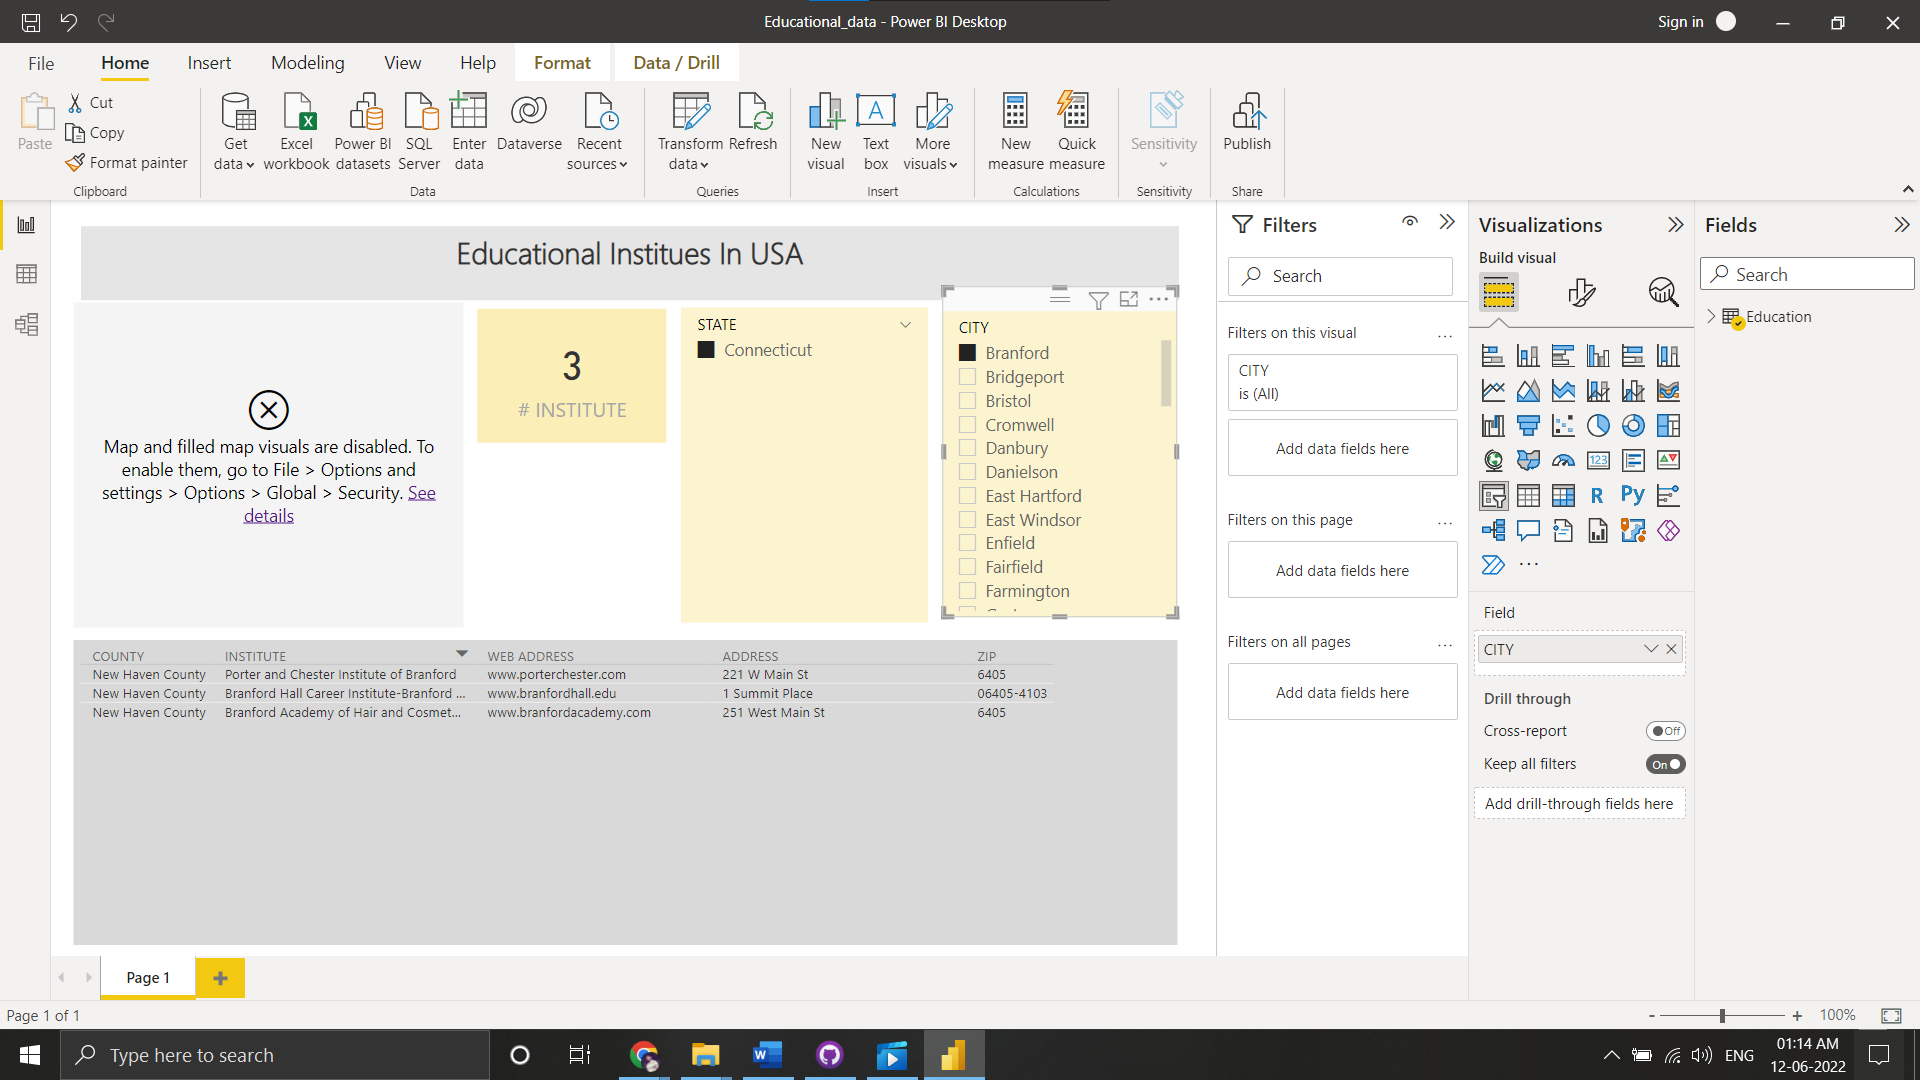 Educational_data - Power BI Desktop
Sign in
File
Home
Insert
Modeling
View
Help
Format
Data / Drill
Paste
Cut
Copy
Format painter
Clipboard
Get data
Excel workbook
Power BI datasets
SQL Server
Enter data
Dataverse
Recent sources
Data
Transform data
Refresh
Queries
New visual
A
Text box
More visuals
Insert
New measure
Quick measure
Calculations
Sensitivity
Sensitivity
Publish
Share
Educational Institues In USA
Map and filled map visuals are disabled. To
enable them, go to File > Options and
settings > Options > Global > Security. See
details
3
# INSTITUTE
STATE
Connecticut
CITY
Branford
Bridgeport
Bristol
Cromwell
Danbury
Danielson
East Hartford
East Windsor
Enfield
Fairfield
Farmington
COUNTY INSTITUTE WEB ADDRESS ADDRESS ZIP
New Haven County Porter and Chester Institute of Branford www.porterchester.com 221 W Main St 6405
New Haven County Branford Hall Career Institute-Branford ... www.branfordhall.edu 1 Summit Place 06405-4103
New Haven County Branford Academy of Hair and Cosmet... www.branfordacademy.com 251 West Main St 6405
Filters
Search
Filters on this visual ...
CITY
is (All)
Add data fields here
Filters on this page ...
Add data fields here
Filters on all pages ...
Add data fields here
Visualizations
Build visual
123
R
Py
...
Field
CITY
Drill through
Cross-report Off
Keep all filters On
Add drill-through fields here
Fields
Search
Education
Page 1
Page 1 of 1
- + 100%
Type here to search
ENG
01:14 AM
12-06-2022